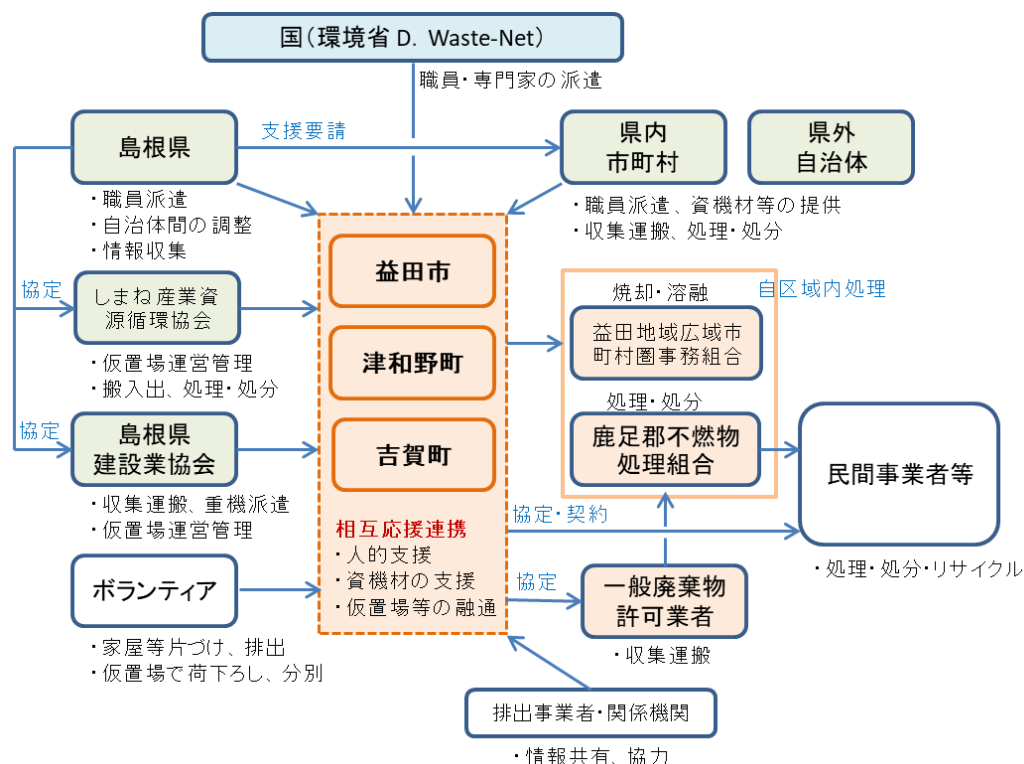 国(環境省 D. Waste-Net)
職員・専門家の派遣
島根県
支援要請
県内
市町村
県外
自治体
・職員派遣
・自治体間の調整
・情報収集
・職員派遣、資機材等の提供
・収集運搬、処理・処分
協定
しまね産業資
源循環協会
・仮置場運営管理
・搬入出、処理・処分
協定
島根県
建設業協会
・収集運搬、重機派遣
・仮置場運営管理
ボランティア
・家屋等片づけ、排出
・仮置場で荷下ろし、分別
益田市
津和野町
吉賀町
相互応援連携
・人的支援
・資機材の支援
・仮置場等の融通
焼却・溶融
自区域内処理
益田地域広域市
町村圏事務組合
処理・処分
鹿足郡不燃物
処理組合
民間事業者等
・処理・処分・リサイクル
協定・契約
協定
一般廃棄物
許可業者
・収集運搬
排出事業者・関係機関
・情報共有、協力